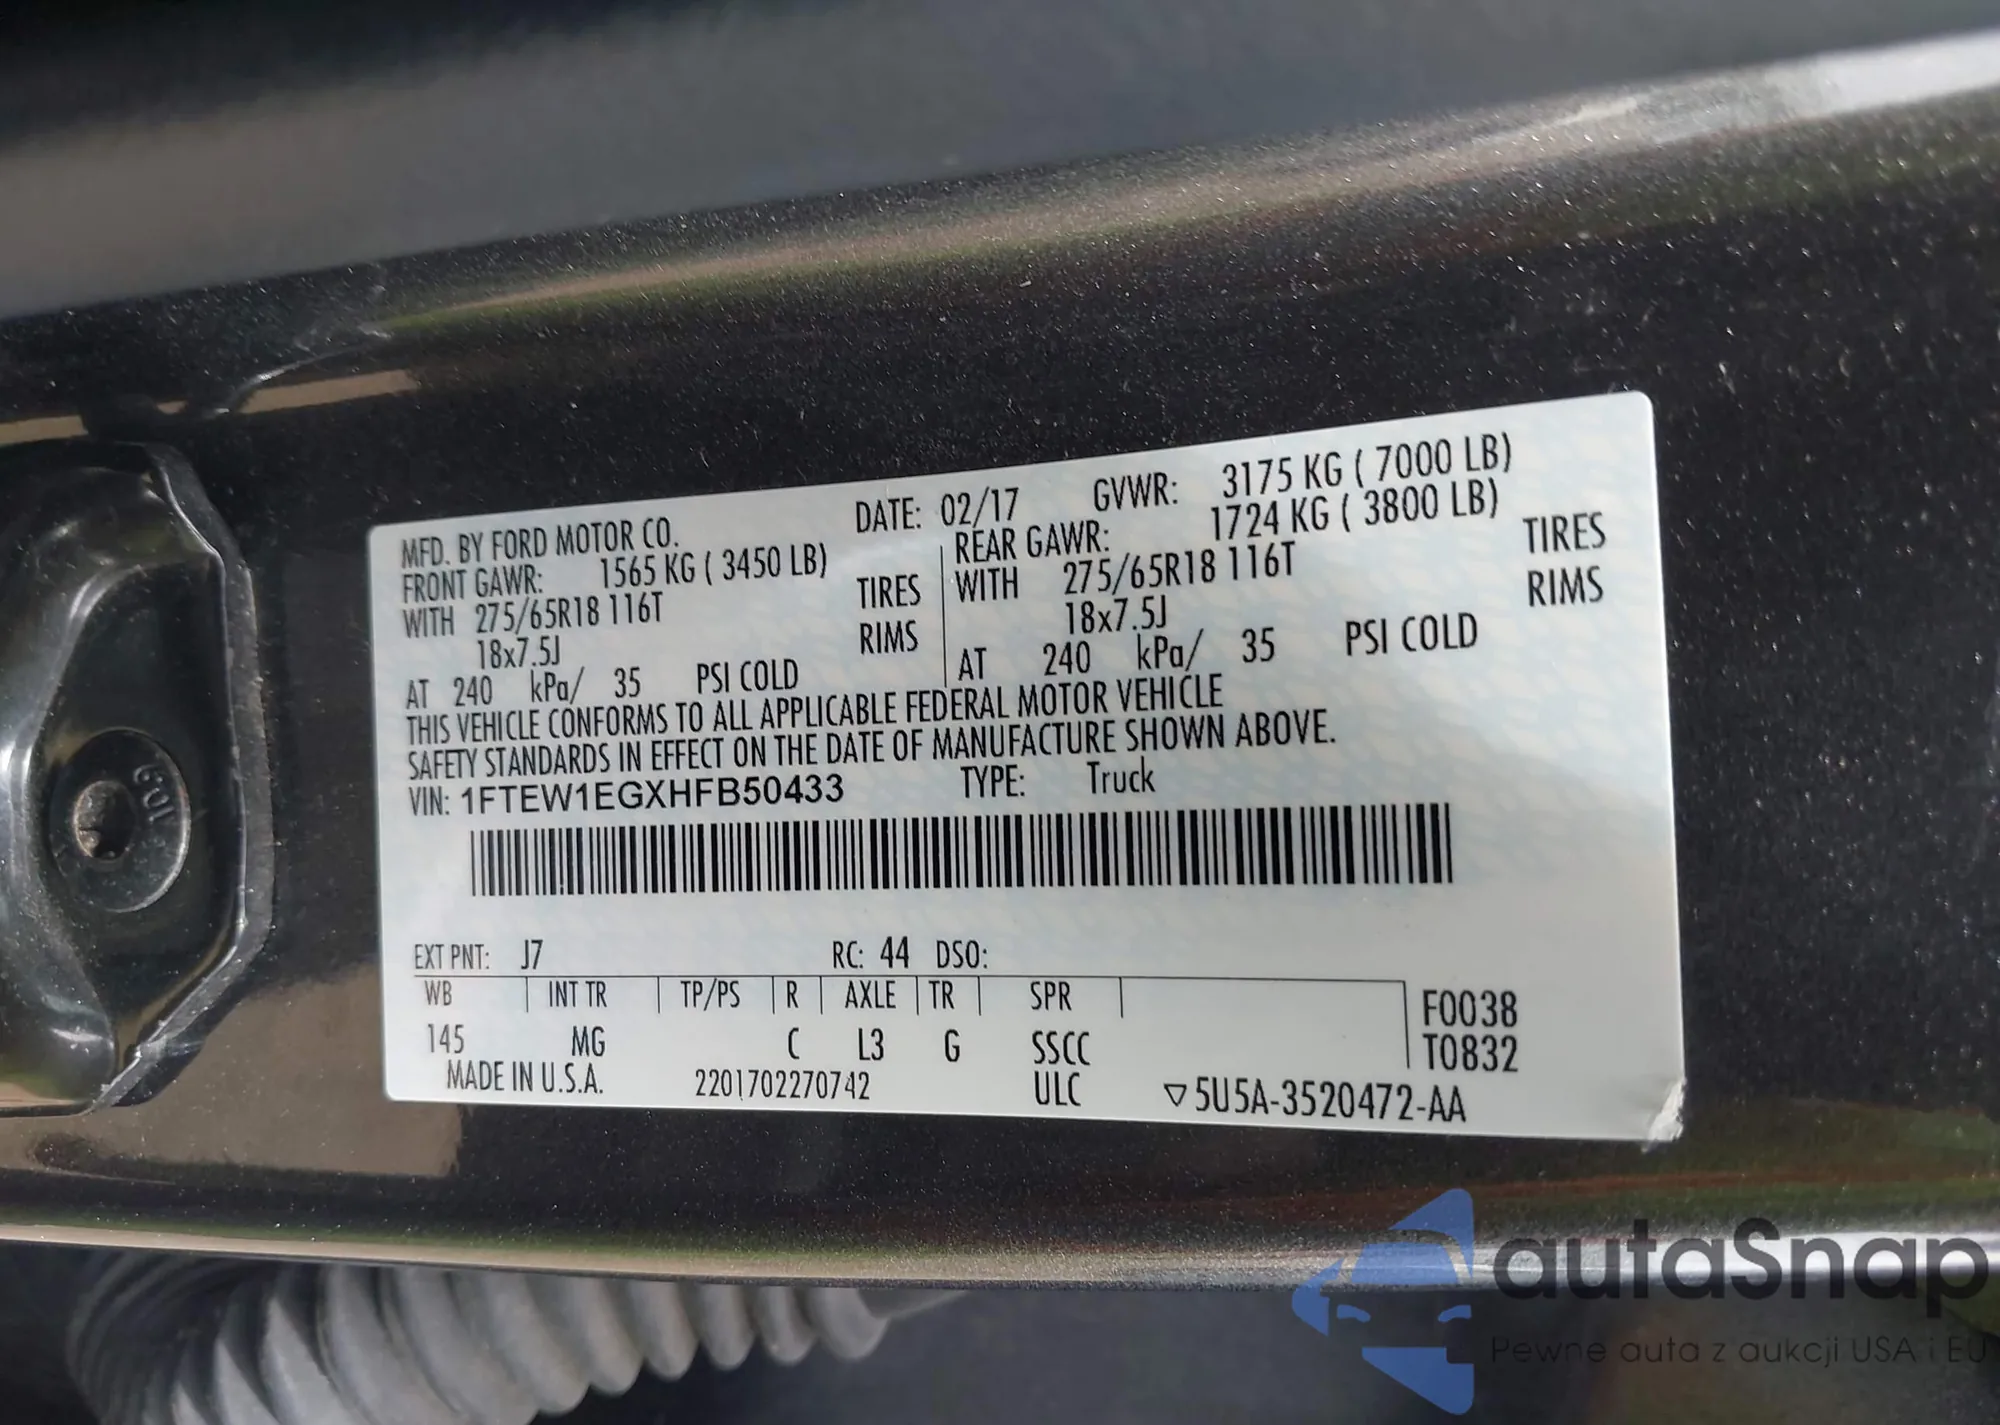 MFD. BY FORD MOTOR CO. DATE: 02/17 GVWR: 3175 KG ( 7000 LB)
FRONT GAWR: 1565 KG ( 3450 LB) REAR GAWR: 1724 KG ( 3800 LB)
WITH 275/65R18 116T TIRES WITH 275/65R18 116T TIRES
18x7.5J RIMS 18x7.5J RIMS
AT 240 kPa/ 35 PSI COLD AT 240 kPa/ 35 PSI COLD
THIS VEHICLE CONFORMS TO ALL APPLICABLE FEDERAL MOTOR VEHICLE
SAFETY STANDARDS IN EFFECT ON THE DATE OF MANUFACTURE SHOWN ABOVE.
VIN: 1FTEW1EGXHFB50433 TYPE: Truck
EXT PNT: J7 RC: 44 DSO:
WB INT TR TP/PS R AXLE TR SPR F0038
145 MG C L3 G SSCC T0832
MADE IN U.S.A. 2201702270742 ULC ▽5U5A-3520472-AA
autoSnap
Pewne auta z aukcji USA i EU